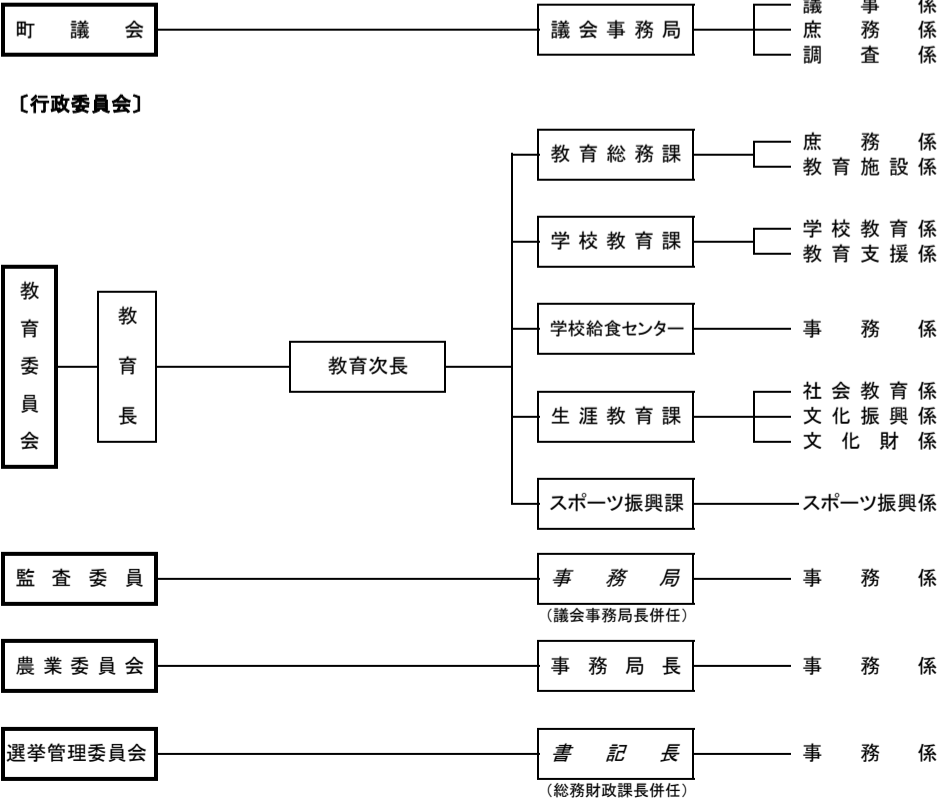 議事係
町議会 議会事務局 庶務係
調査係
〔行政委員会〕
庶務係
教育総務課
教育施設係
学校教育係
学校教育課
教育支援係
教育委員会
教育長
教育次長
学校給食センター 事務係
社会教育係
生涯教育課 文化振興係
文化財係
スポーツ振興課 スポーツ振興係
監査委員 事務局 事務係
（議会事務局長併任）
農業委員会 事務局長 事務係
選挙管理委員会 書記長 事務係
（総務財政課長併任）